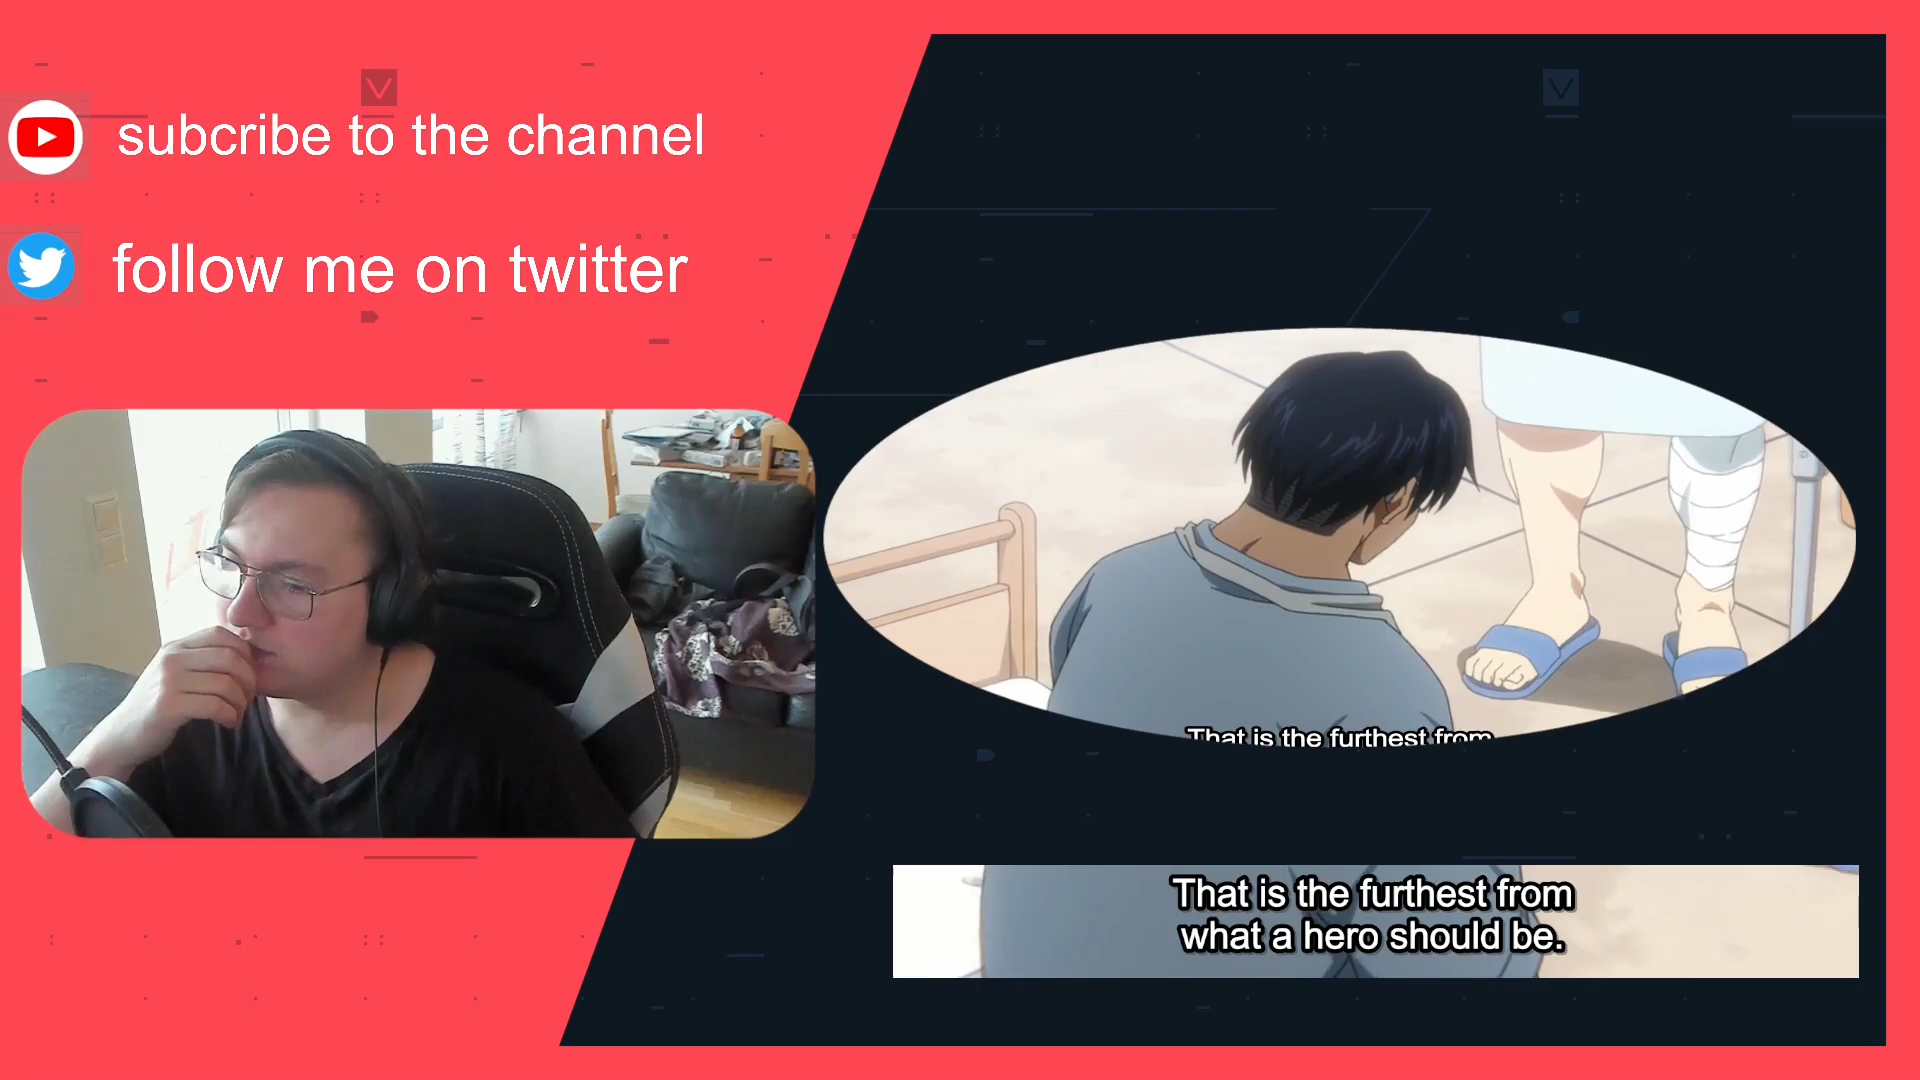 subcribe to the channel
follow me on twitter
That is the furthest from
That is the furthest from
what a hero should be.